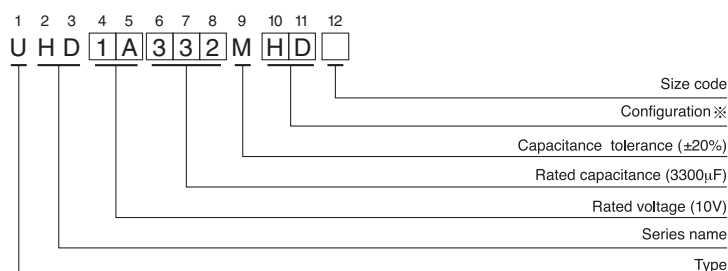 1 2 3 4 5 6 7 8 9 10 11 12
U H D 1 A 3 3 2 M H D
Size code
Configuration※
Capacitance tolerance (±20%)
Rated capacitance (3300µF)
Rated voltage (10V)
Series name
Type